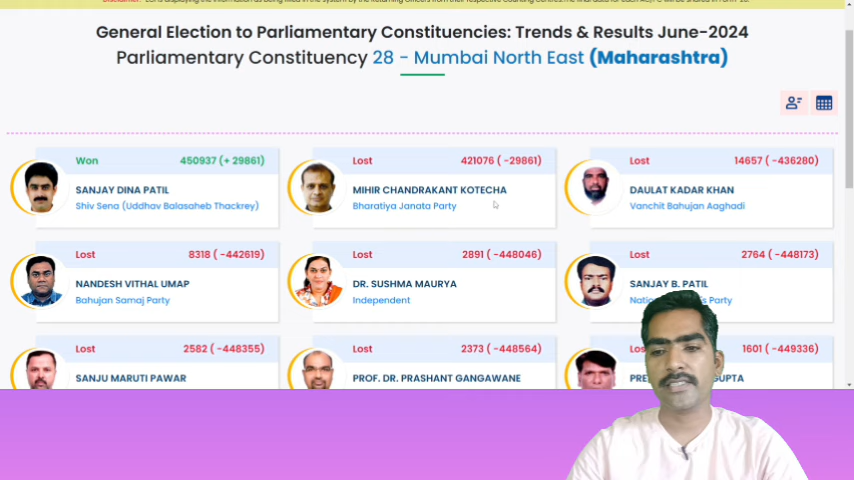 General Election to Parliamentary Constituencies: Trends & Results June-2024
Parliamentary Constituency 28 - Mumbai North East (Maharashtra)
Won 450937 (+ 29861)
SANJAY DINA PATIL
Shiv Sena (Uddhav Balasaheb Thackrey)
Lost 421076 ( -29861)
MIHIR CHANDRAKANT KOTECHA
Bharatiya Janata Party
Lost 14657 ( -436280)
DAULAT KADAR KHAN
Vanchit Bahujan Aaghadi
Lost 8318 ( -442619)
NANDESH VITHAL UMAP
Bahujan Samaj Party
Lost 2891 ( -448046)
DR. SUSHMA MAURYA
Independent
Lost 2764 ( -448173)
SANJAY B. PATIL
Party
Lost 2582 ( -448355)
SANJU MARUTI PAWAR
Lost 2373 ( -448564)
PROF. DR. PRASHANT GANGAWANE
1601 ( -449336)